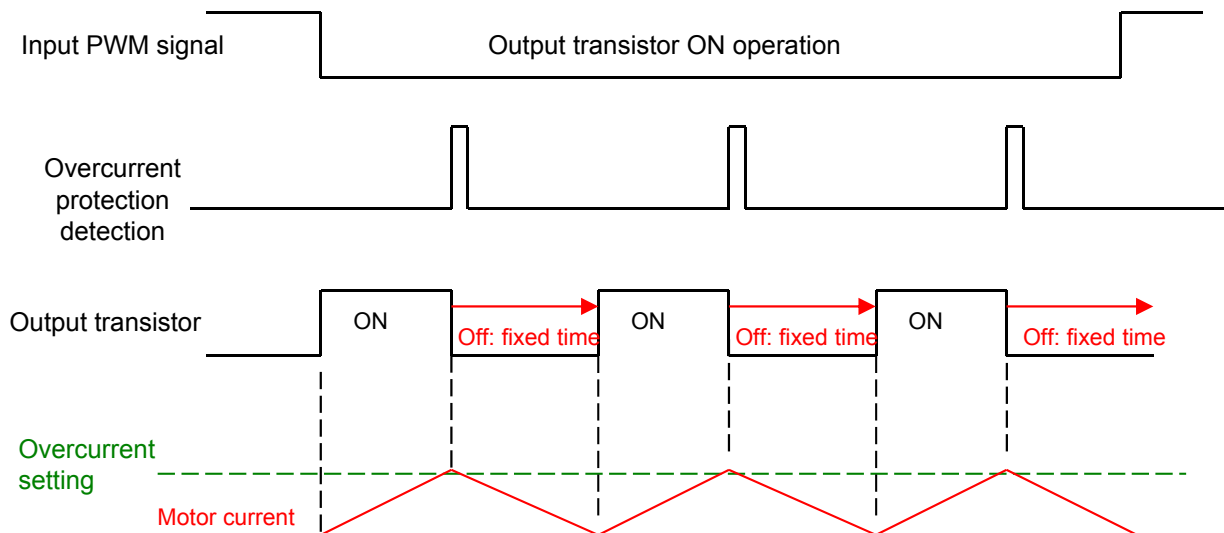 Input PWM signal
Output transistor ON operation
Overcurrent
protection
detection
Output transistor
ON
Off: fixed time
ON
Off: fixed time
ON
Off: fixed time
Overcurrent
setting
Motor current